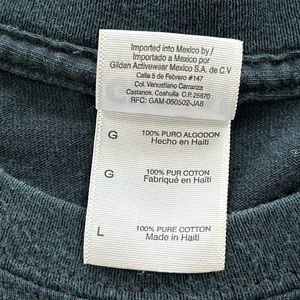 Imported into Mexico by /
Importado a Mexico por
Gildan Activewear Mexico S.A. de C.V
Calle 5 de Febrero #147
Col. Venustiano Carranza
Castanos, Coahuila C.P. 25870
RFC: GAM-050502-JA8
G 100% PURO ALGODON
Hecho en Haiti
G 100% PUR COTON
Fabriqué en Haïti
L 100% PURE COTTON
Made in Haiti